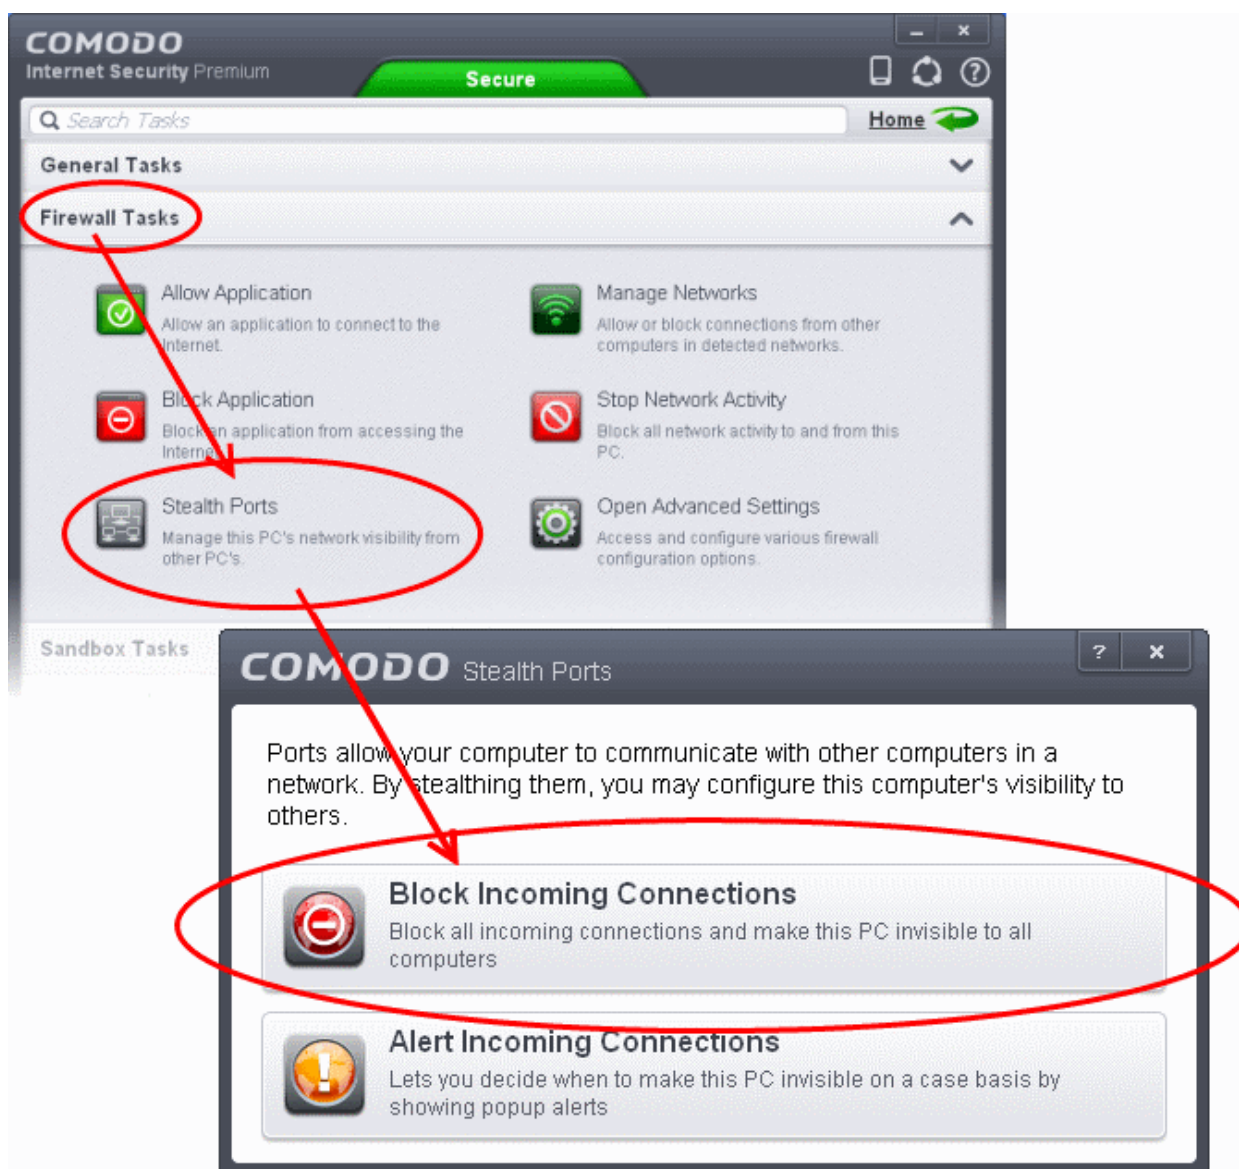 COMODO
Internet Security Premium
Secure
Search Tasks
Home
General Tasks
Firewall Tasks
Allow Application
Allow an application to connect to the
Internet.
Manage Networks
Allow or block connections from other
computers in detected networks.
Block Application
Block an application from accessing the
Internet.
Stop Network Activity
Block all network activity to and from this
PC.
Stealth Ports
Manage this PC's network visibility from
other PC's.
Open Advanced Settings
Access and configure various firewall
configuration options.
Sandbox Tasks
COMODO Stealth Ports
?
Ports allow your computer to communicate with other computers in a
network. By stealthing them, you may configure this computer's visibility to
others.
Block Incoming Connections
Block all incoming connections and make this PC invisible to all
computers
Alert Incoming Connections
Lets you decide when to make this PC invisible on a case basis by
showing popup alerts